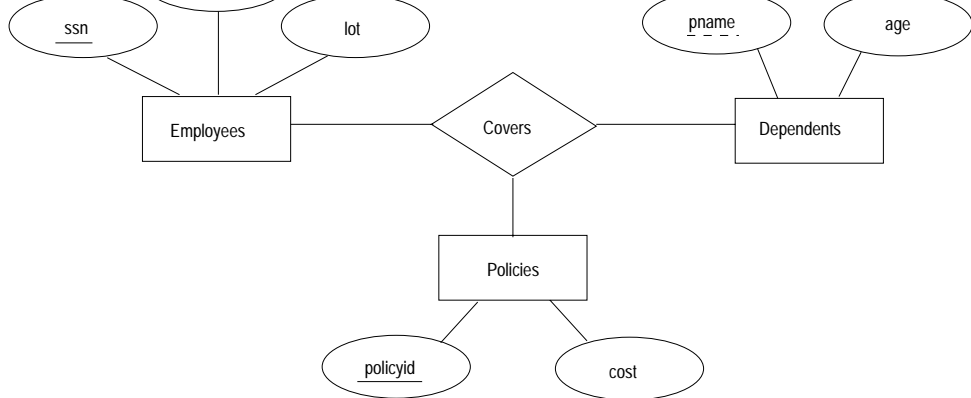 ssn
lot
pname
age
Employees
Covers
Dependents
Policies
policyid
cost